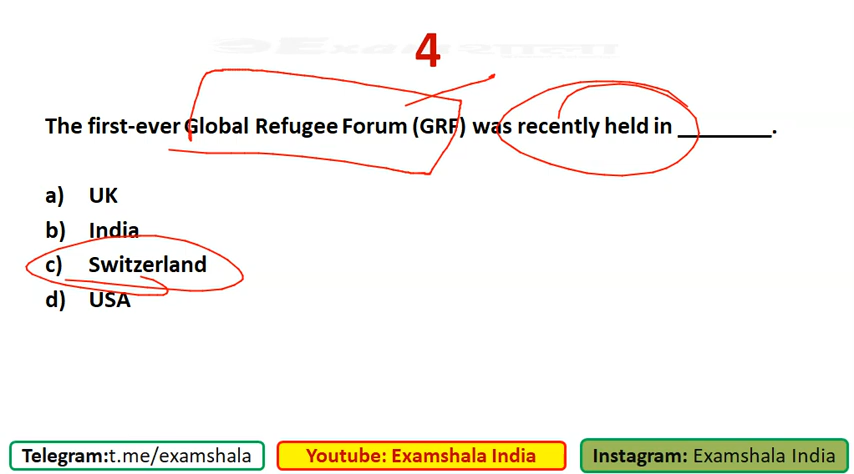 Examशाला
4
The first-ever Global Refugee Forum (GRF) was recently held in ________.
a) UK
b) India
c) Switzerland
d) USA
Telegram:t.me/examshala
Youtube: Examshala India
Instagram: Examshala India